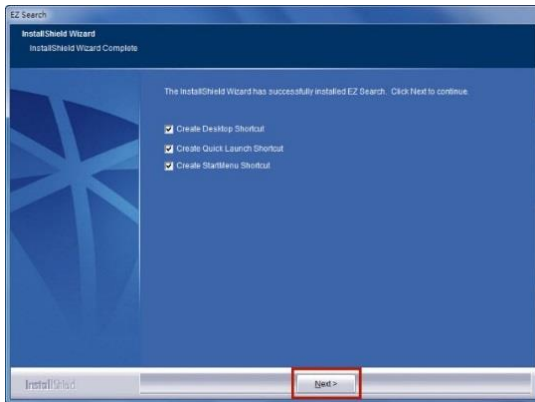 EZ Search
InstallShield Wizard
InstallShield Wizard Complete
The InstallShield Wizard has successfully installed EZ Search. Click Next to continue.
Create Desktop Shortcut
Create Quick Launch Shortcut
Create StartMenu Shortcut
InstallShield
Next >